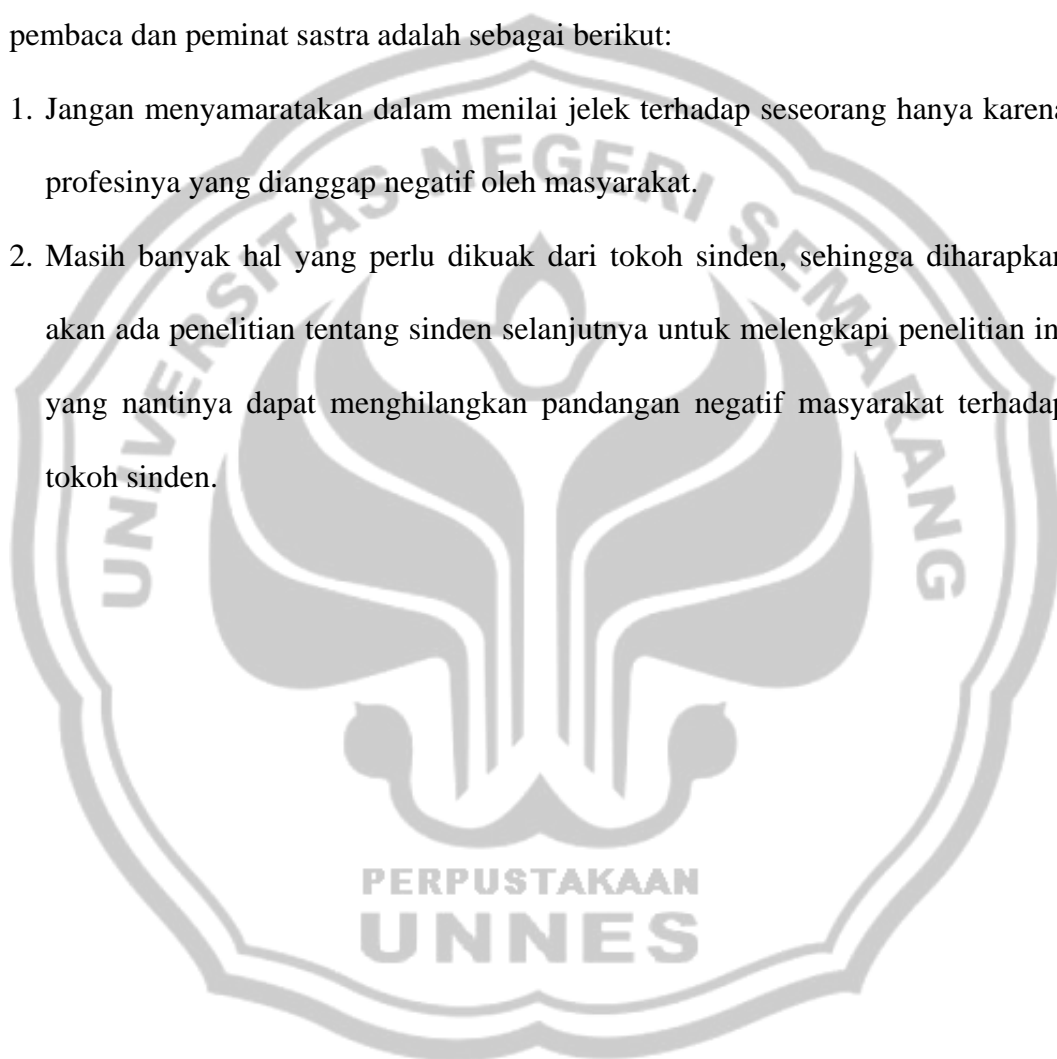 pembaca dan peminat sastra adalah sebagai berikut:
1. Jangan menyamaratakan dalam menilai jelek terhadap seseorang hanya karena
profesinya yang dianggap negatif oleh masyarakat.
2. Masih banyak hal yang perlu dikuak dari tokoh sinden, sehingga diharapkan
akan ada penelitian tentang sinden selanjutnya untuk melengkapi penelitian in
yang nantinya dapat menghilangkan pandangan negatif masyarakat terhadap
tokoh sinden.
UNIVERSITAS NEGERI SEMARANG
PERPUSTAKAAN
UNNES